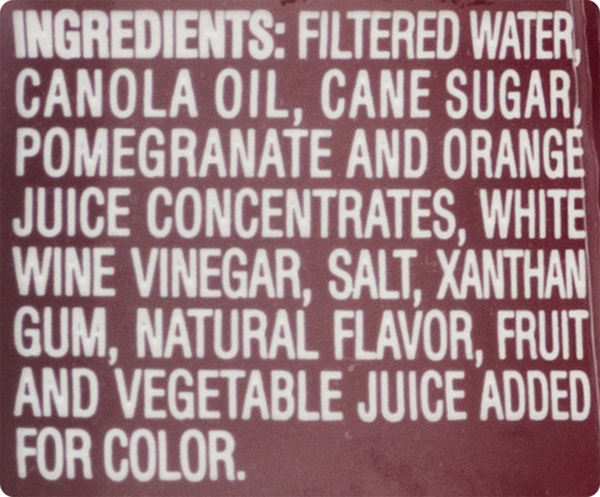 INGREDIENTS: FILTERED WATER,
CANOLA OIL, CANE SUGAR,
POMEGRANATE AND ORANGE
JUICE CONCENTRATES, WHITE
WINE VINEGAR, SALT, XANTHAN
GUM, NATURAL FLAVOR, FRUIT
AND VEGETABLE JUICE ADDED
FOR COLOR.